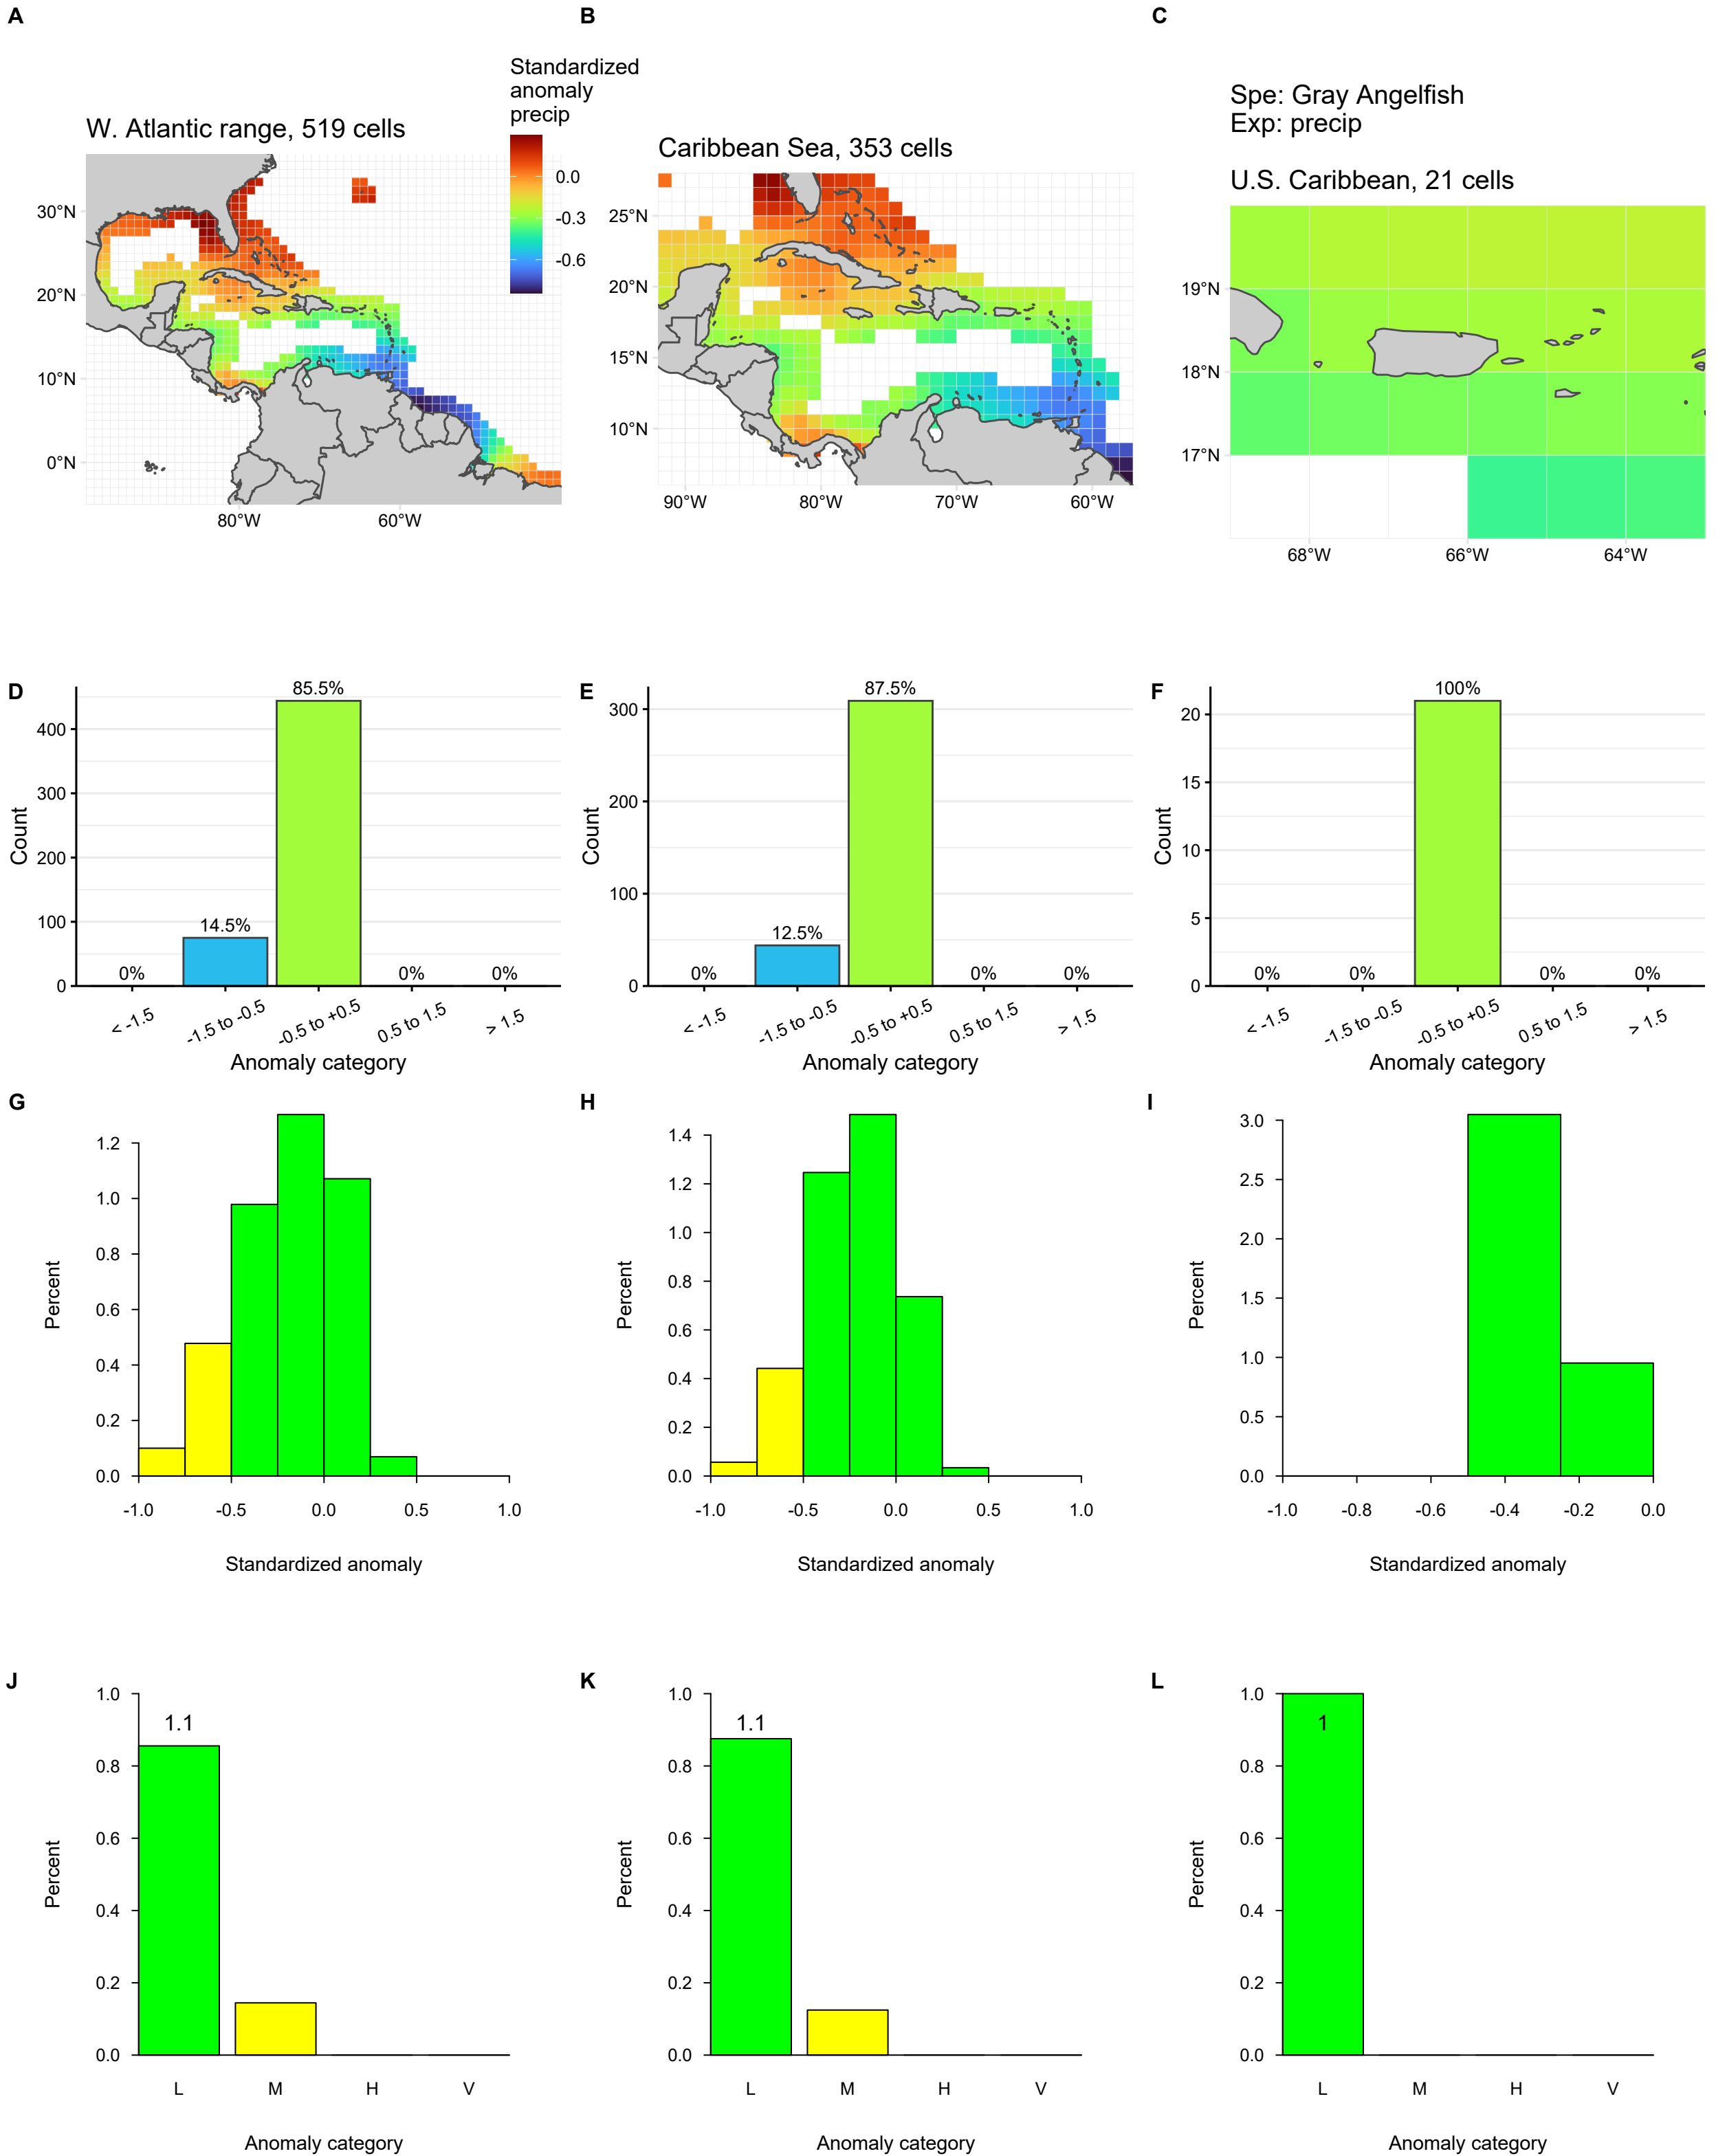 A
B
C
Standardized
anomaly
precip
0.0
-0.3
-0.6
W. Atlantic range, 519 cells
30°N
20°N
10°N
0°N
80°W
60°W
Caribbean Sea, 353 cells
25°N
20°N
15°N
10°N
90°W
80°W
70°W
60°W
Spe: Gray Angelfish
Exp: precip
U.S. Caribbean, 21 cells
19°N
18°N
17°N
68°W
66°W
64°W
D
Count
400
300
200
100
0
0%
14.5%
85.5%
0%
0%
< -1.5
-1.5 to -0.5
-0.5 to +0.5
0.5 to 1.5
> 1.5
Anomaly category
E
Count
300
200
100
0
0%
12.5%
87.5%
0%
0%
< -1.5
-1.5 to -0.5
-0.5 to +0.5
0.5 to 1.5
> 1.5
Anomaly category
F
Count
20
15
10
5
0
0%
0%
100%
0%
0%
< -1.5
-1.5 to -0.5
-0.5 to +0.5
0.5 to 1.5
> 1.5
Anomaly category
G
Percent
1.2
1.0
0.8
0.6
0.4
0.2
0.0
-1.0
-0.5
0.0
0.5
1.0
Standardized anomaly
H
Percent
1.4
1.2
1.0
0.8
0.6
0.4
0.2
0.0
-1.0
-0.5
0.0
0.5
1.0
Standardized anomaly
I
Percent
3.0
2.5
2.0
1.5
1.0
0.5
0.0
-1.0
-0.8
-0.6
-0.4
-0.2
0.0
Standardized anomaly
J
Percent
1.0
0.8
0.6
0.4
0.2
0.0
1.1
L
M
H
V
Anomaly category
K
Percent
1.0
0.8
0.6
0.4
0.2
0.0
1.1
L
M
H
V
Anomaly category
L
Percent
1.0
0.8
0.6
0.4
0.2
0.0
1
L
M
H
V
Anomaly category